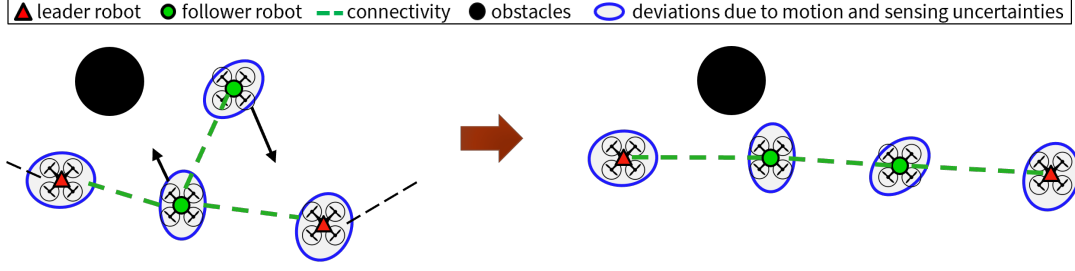 leader robot follower robot connectivity obstacles deviations due to motion and sensing uncertainties